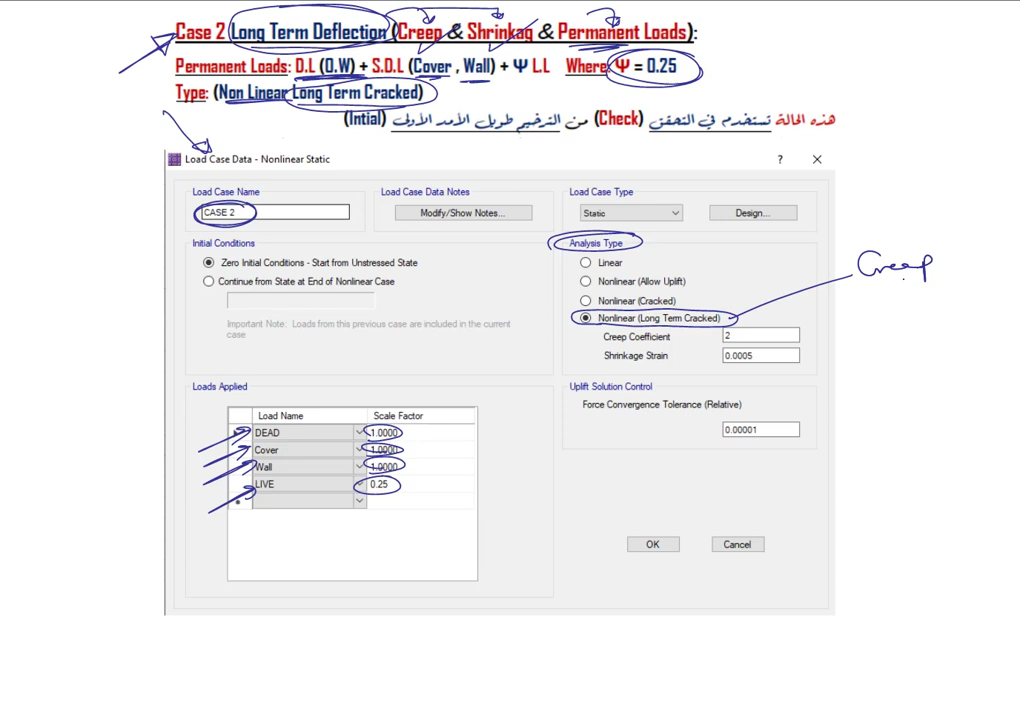 Case 2 Long Term Deflection (Creep & Shrinkag & Permanent Loads):
Permanent Loads: D.L (O.W) + S.D.L (Cover , Wall) + Ψ L.L Where: Ψ = 0.25
Type: (Non Linear Long Term Cracked)
هذه الحالة تستخدم في التحقق (Check) من الترخيم طويل الأمد الأولى (Intial)
Load Case Data - Nonlinear Static ?
Load Case Name
CASE 2
Load Case Data Notes
Modify/Show Notes...
Load Case Type
Static
Design...
Initial Conditions
Zero Initial Conditions - Start from Unstressed State
Continue from State at End of Nonlinear Case
Important Note: Loads from this previous case are included in the current
case
Analysis Type
Linear
Nonlinear (Allow Uplift)
Nonlinear (Cracked)
Nonlinear (Long Term Cracked)
Creep Coefficient 2
Shrinkage Strain 0.0005
Creep
Loads Applied
Load Name Scale Factor
DEAD 1.0000
Cover 1.0000
Wall 1.0000
LIVE 0.25
Uplift Solution Control
Force Convergence Tolerance (Relative)
0.00001
OK Cancel